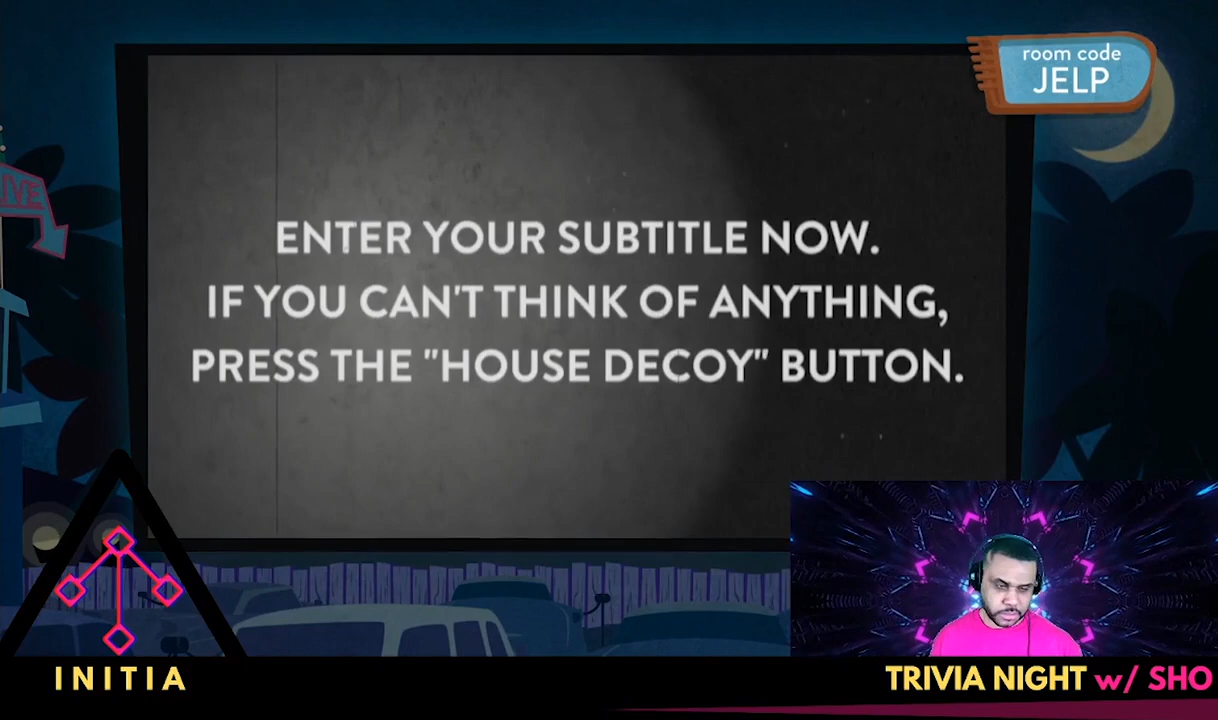 room code
JELP
IVE
ENTER YOUR SUBTITLE NOW.
IF YOU CAN'T THINK OF ANYTHING,
PRESS THE "HOUSE DECOY" BUTTON.
INITIA
TRIVIA NIGHT w/ SHO